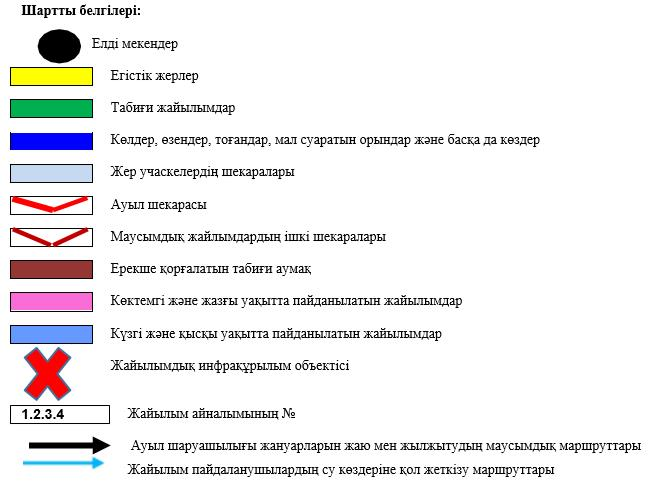 Шартты белгілері:
Елді мекендер
Егістік жерлер
Табиғи жайылымдар
Көлдер, өзендер, тоғандар, мал суаратын орындар және басқа да көздер
Жер учаскелердің шекаралары
Ауыл шекарасы
Маусымдық жайлымдардың ішкі шекаралары
Ерекше қорғалатын табиғи аумақ
Көктемгі және жазғы уақытта пайданылатын жайылымдар
Күзгі және қысқы уақытта пайданылатын жайылымдар
Жайылымдық инфрақұрылым объектісі
1.2.3.4 Жайылым айналымының №
Ауыл шаруашылығы жануарларын жаю мен жылжытудың маусымдық маршруттары
Жайылым пайдаланушылардың су көздеріне қол жеткізу маршруттары